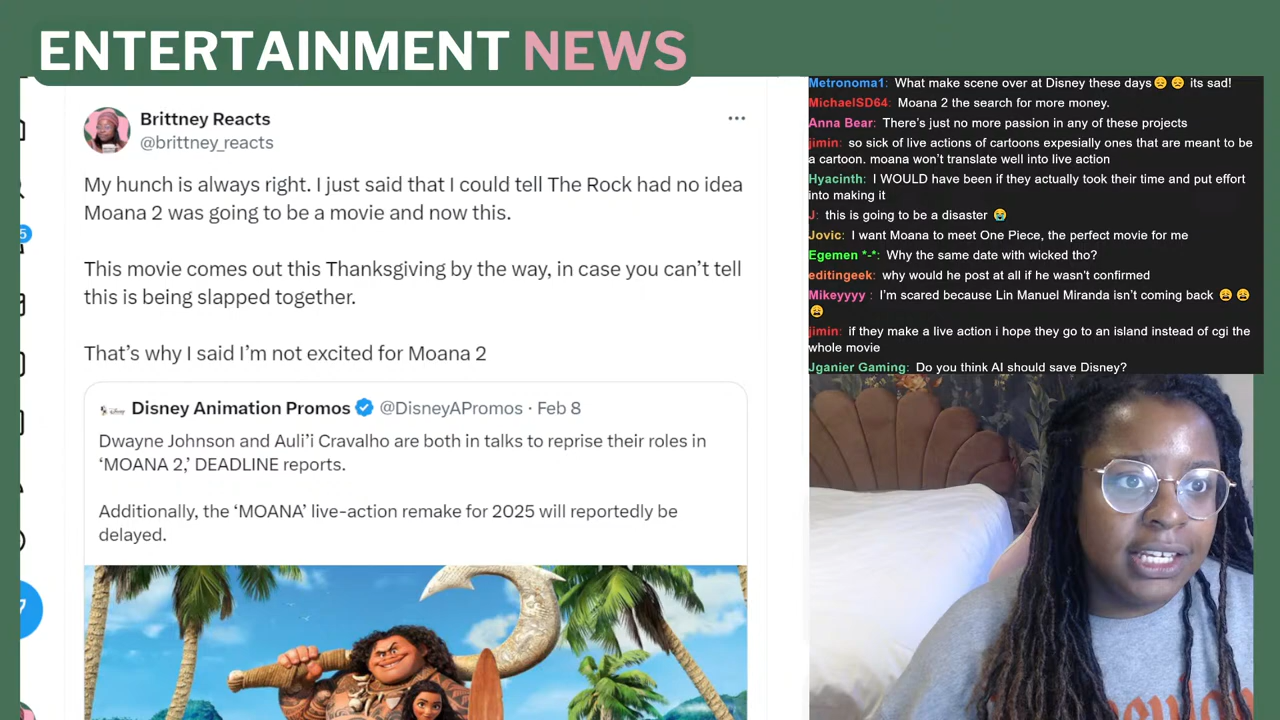 ENTERTAINMENT NEWS
Brittney Reacts
@brittney_reacts
My hunch is always right. I just said that I could tell The Rock had no idea
Moana 2 was going to be a movie and now this.
This movie comes out this Thanksgiving by the way, in case you can't tell
this is being slapped together.
That's why I said I'm not excited for Moana 2
Disney Animation Promos @DisneyAPromos · Feb 8
Dwayne Johnson and Auli'i Cravalho are both in talks to reprise their roles in
'MOANA 2,' DEADLINE reports.
Additionally, the 'MOANA' live-action remake for 2025 will reportedly be
delayed.
5
Metronoma1: What make scene over at Disney these days😔 😔 its sad!
MichaelSD64: Moana 2 the search for more money.
Anna Bear: There's just no more passion in any of these projects
jimin: so sick of live actions of cartoons expesially ones that are meant to be
a cartoon. moana won't translate well into live action
Hyacinth: I WOULD have been if they actually took their time and put effort
into making it
J: this is going to be a disaster 😭
Jovic: I want Moana to meet One Piece, the perfect movie for me
Egemen *-*: Why the same date with wicked tho?
editingeek: why would he post at all if he wasn't confirmed
Mikeyyyy : I'm scared because Lin Manuel Miranda isn't coming back 😩 😩
😩
jimin: if they make a live action i hope they go to an island instead of cgi the
whole movie
Jganier Gaming: Do you think AI should save Disney?